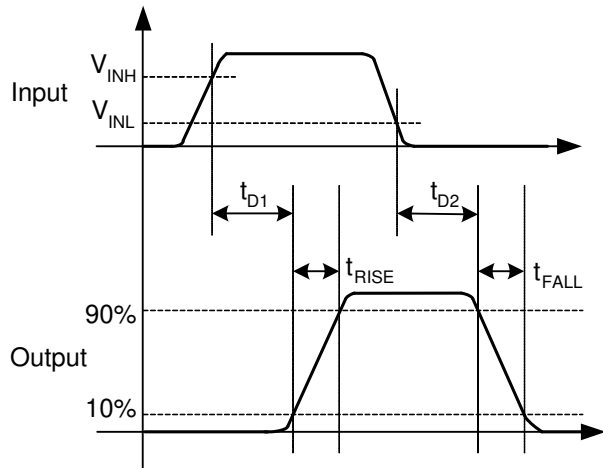 V_INH
Input
V_INL
t_D1
t_D2
t_RISE
t_FALL
90%
Output
10%